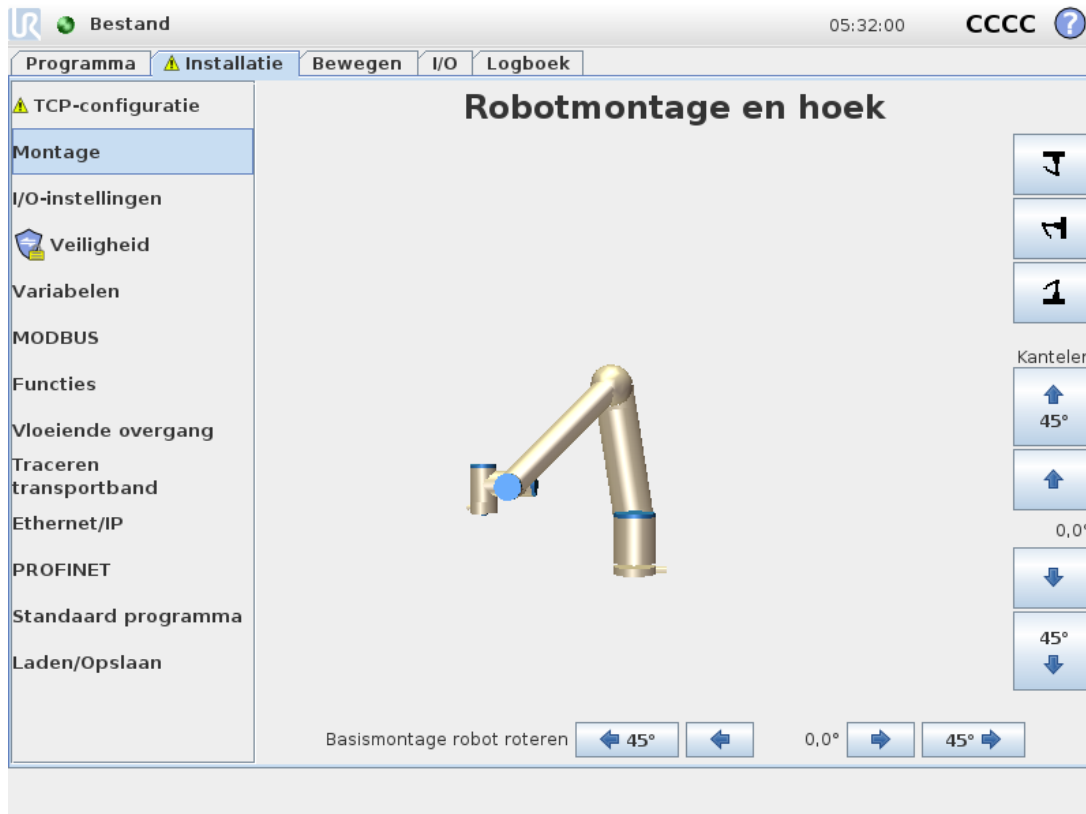 UR Bestand 05:32:00 CCCC ?
Programma Installatie Bewegen I/O Logboek
TCP-configuratie
Montage
I/O-instellingen
Veiligheid
Variabelen
MODBUS
Functies
Vloeiende overgang
Traceren
transportband
Ethernet/IP
PROFINET
Standaard programma
Laden/Opslaan
Robotmontage en hoek
Kantelen
45°
0,0°
45°
Basismontage robot roteren 45° 0,0° 45°